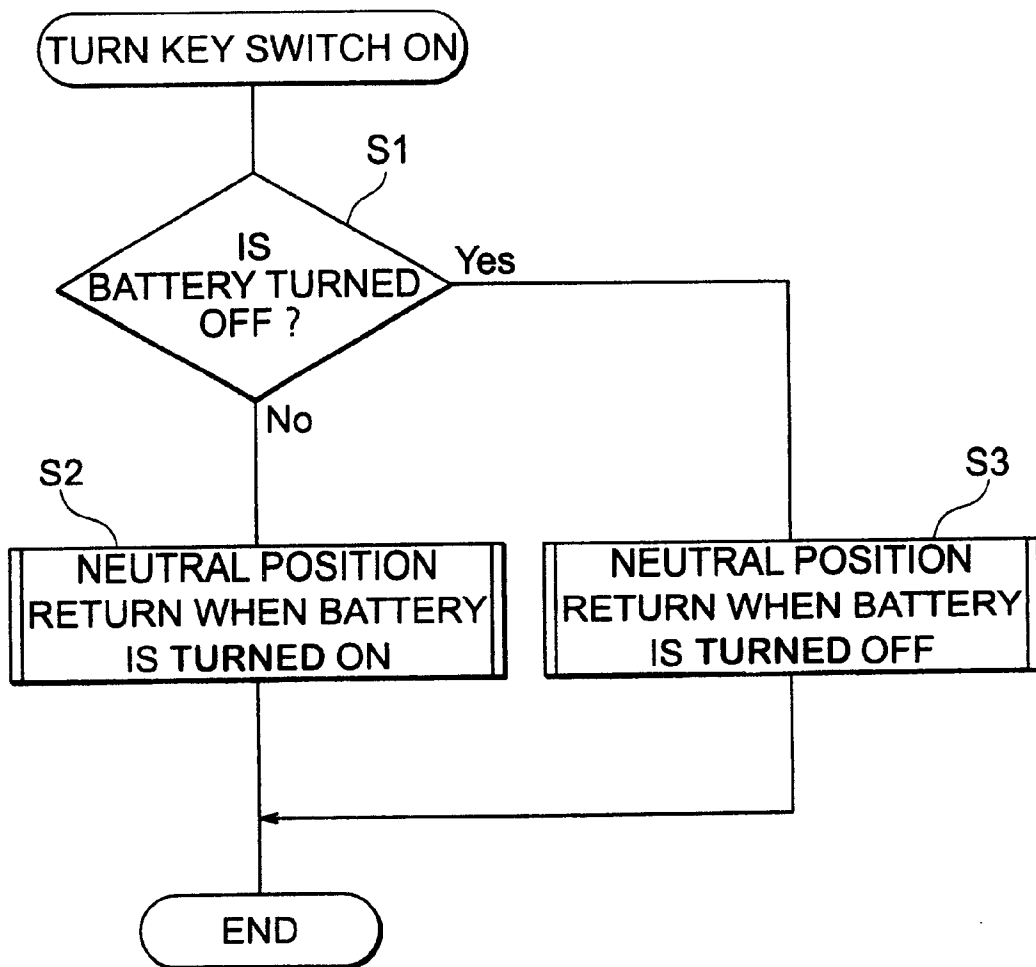 TURN KEY SWITCH ON
S1
IS
BATTERY TURNED
OFF ?
Yes
No
S2
NEUTRAL POSITION
RETURN WHEN BATTERY
IS TURNED ON
S3
NEUTRAL POSITION
RETURN WHEN BATTERY
IS TURNED OFF
END